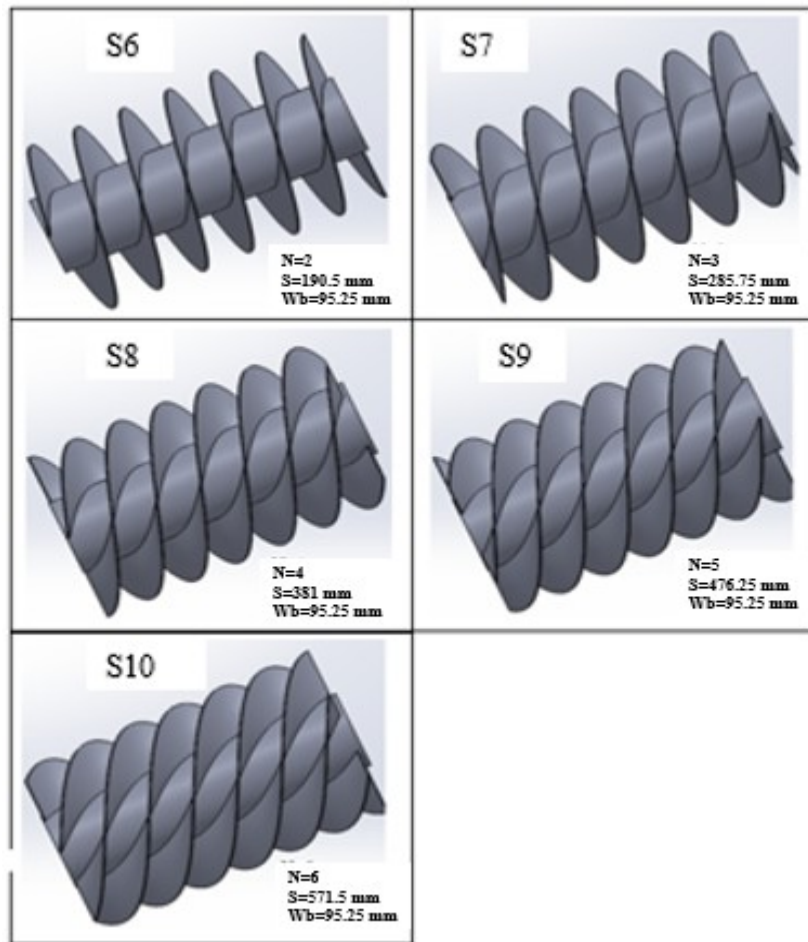 S6
N=2
S=190.5 mm
Wb=95.25 mm
S7
N=3
S=285.75 mm
Wb=95.25 mm
S8
N=4
S=381 mm
Wb=95.25 mm
S9
N=5
S=476.25 mm
Wb=95.25 mm
S10
N=6
S=571.5 mm
Wb=95.25 mm